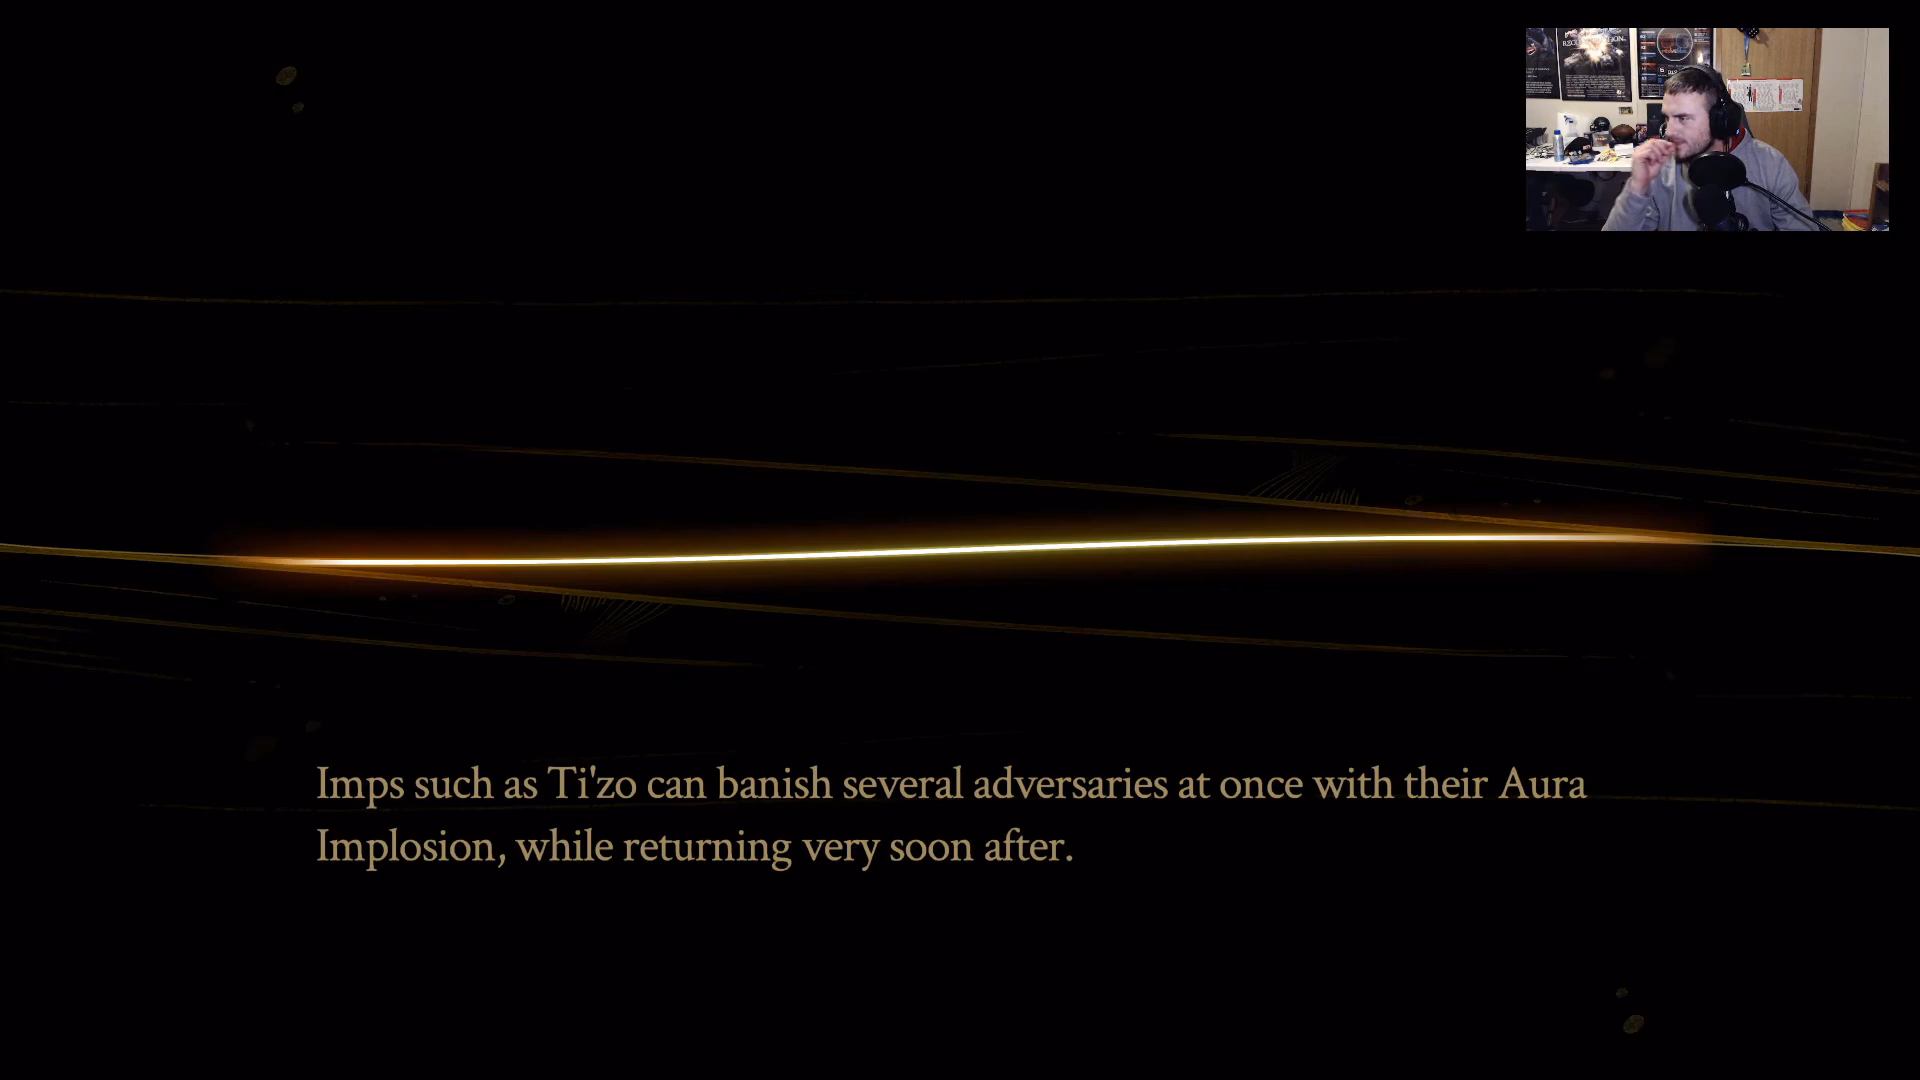 Imps such as Ti'zo can banish several adversaries at once with their Aura
Implosion, while returning very soon after.